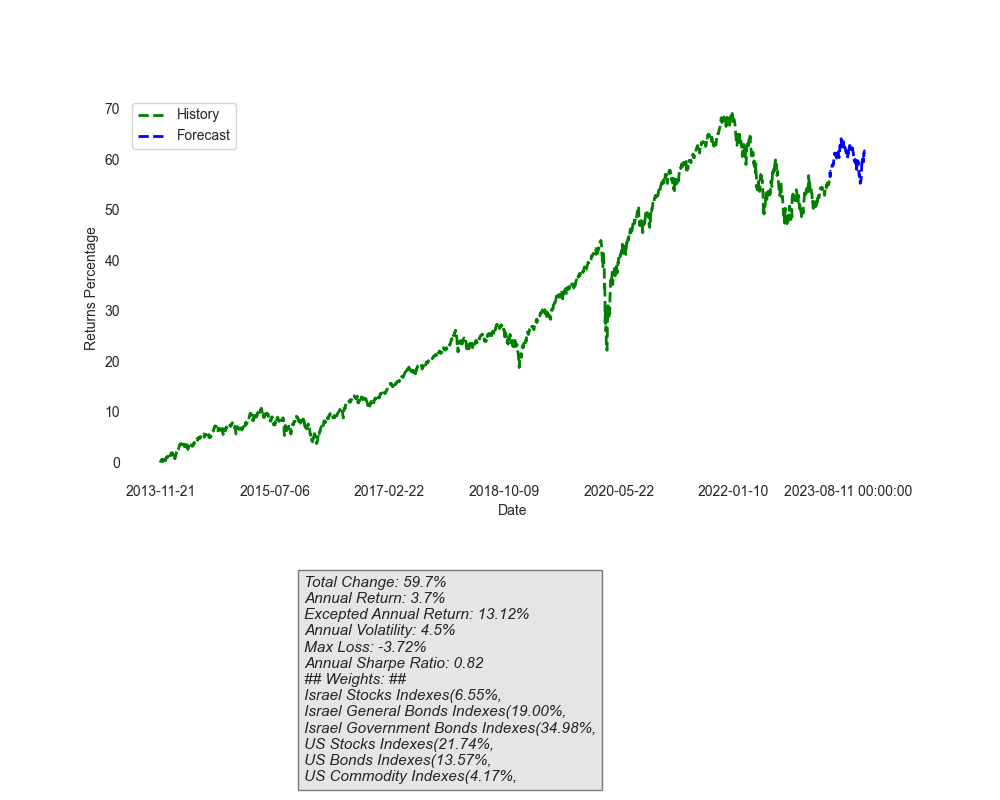 70
60
50
40
30
20
10
0
Returns Percentage
History
Forecast
2013-11-21 2015-07-06 2017-02-22 2018-10-09 2020-05-22 2022-01-10 2023-08-11 00:00:00
Date
Total Change: 59.7%
Annual Return: 3.7%
Excepted Annual Return: 13.12%
Annual Volatility: 4.5%
Max Loss: -3.72%
Annual Sharpe Ratio: 0.82
## Weights: ##
Israel Stocks Indexes(6.55%,
Israel General Bonds Indexes(19.00%,
Israel Government Bonds Indexes(34.98%,
US Stocks Indexes(21.74%,
US Bonds Indexes(13.57%,
US Commodity Indexes(4.17%,